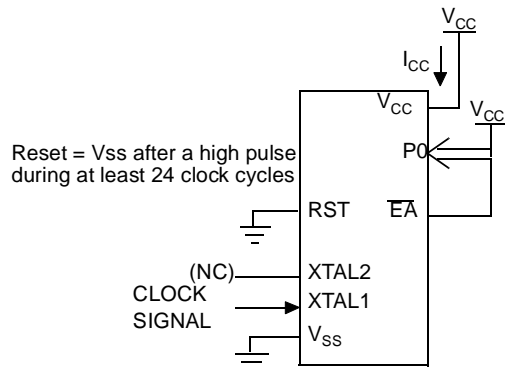 VCC
ICC
VCC
VCC
Reset = Vss after a high pulse
during at least 24 clock cycles
P0
RST
EA
(NC)
XTAL2
CLOCK
SIGNAL
XTAL1
VSS